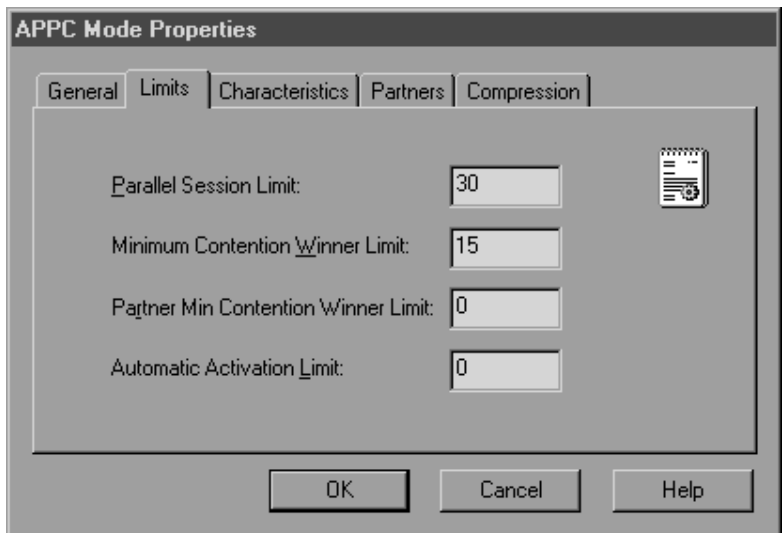 APPC Mode Properties
General Limits Characteristics Partners Compression
Parallel Session Limit: 30
Minimum Contention Winner Limit: 15
Partner Min Contention Winner Limit: 0
Automatic Activation Limit: 0
OK Cancel Help